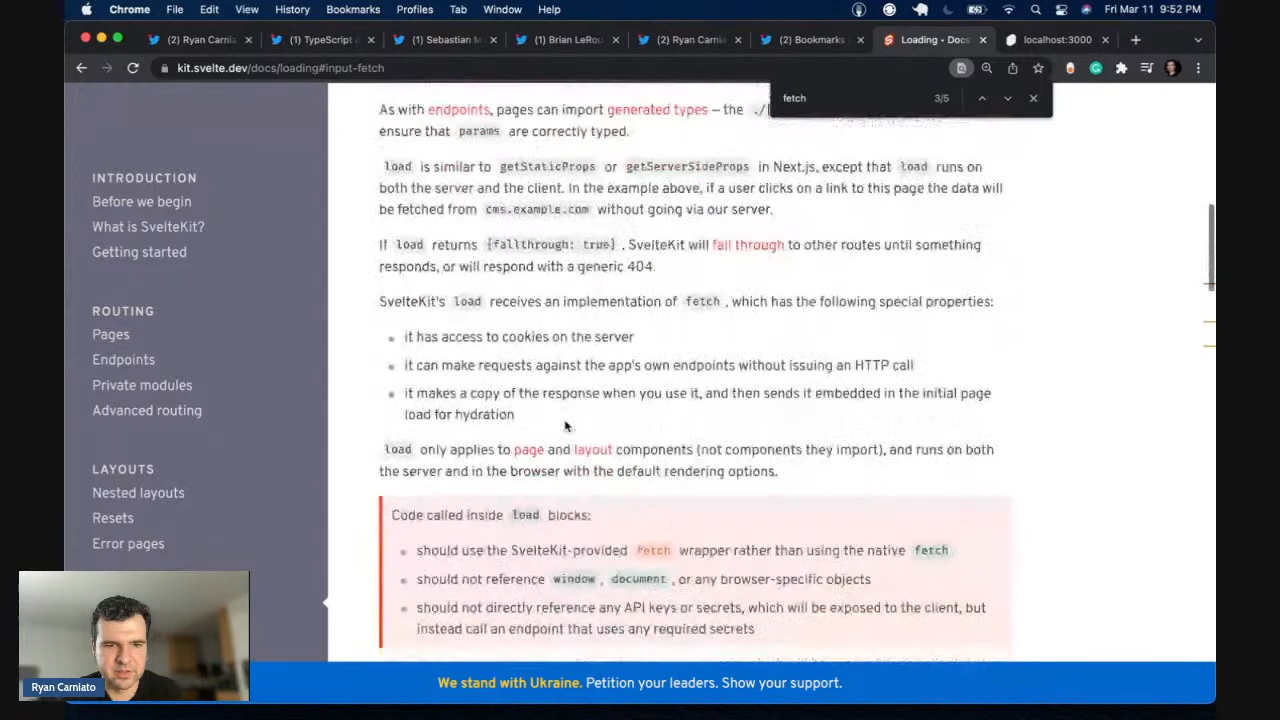 Chrome File Edit View History Bookmarks Profiles Tab Window Help Fri Mar 11 9:52 PM
(2) Ryan Carnia (1) TypeScript (1) Sebastian M (1) Brian LeRou (2) Ryan Carnia (2) Bookmarks Loading • Docs localhost:3000
kit.svelte.dev/docs/loading#input-fetch
fetch 3/5
As with endpoints, pages can import generated types — the ./
ensure that params are correctly typed.
load is similar to getStaticProps or getServerSideProps in Next.js, except that load runs on
both the server and the client. In the example above, if a user clicks on a link to this page the data will
be fetched from cms.example.com without going via our server.
If load returns {fallthrough: true}, SvelteKit will fall through to other routes until something
responds, or will respond with a generic 404.
SvelteKit's load receives an implementation of fetch, which has the following special properties:
it has access to cookies on the server
it can make requests against the app's own endpoints without issuing an HTTP call
it makes a copy of the response when you use it, and then sends it embedded in the initial page
load for hydration
load only applies to page and layout components (not components they import), and runs on both
the server and in the browser with the default rendering options.
Code called inside load blocks:
should use the SvelteKit-provided fetch wrapper rather than using the native fetch
should not reference window, document, or any browser-specific objects
should not directly reference any API keys or secrets, which will be exposed to the client, but
instead call an endpoint that uses any required secrets
INTRODUCTION
Before we begin
What is SvelteKit?
Getting started
ROUTING
Pages
Endpoints
Private modules
Advanced routing
LAYOUTS
Nested layouts
Resets
Error pages
Ryan Carniato
We stand with Ukraine. Petition your leaders. Show your support.